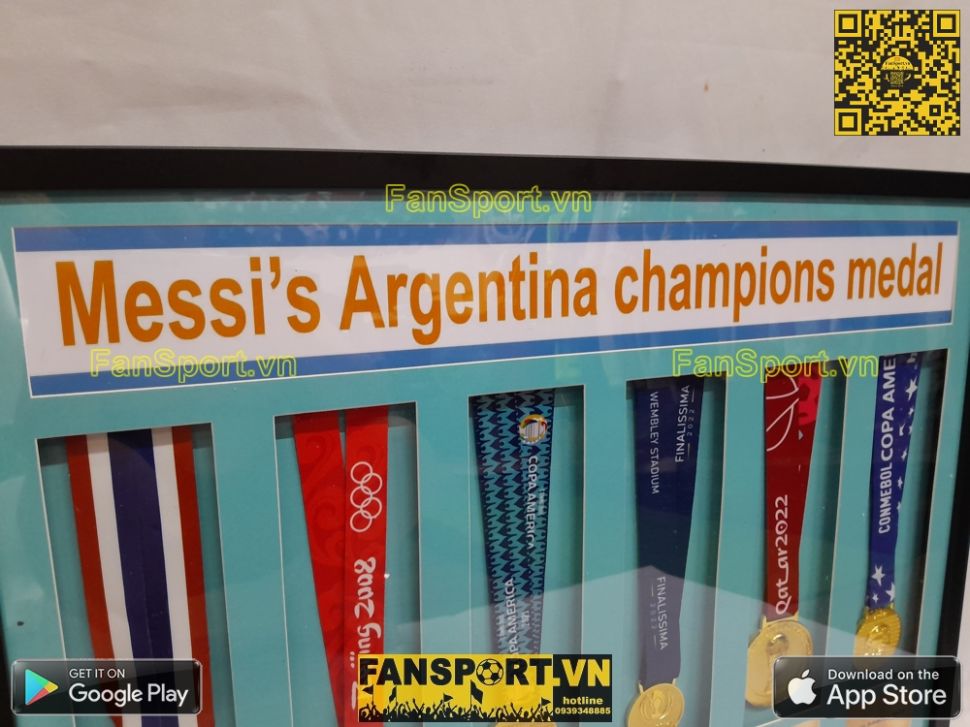 FanSport.vn
Messi's Argentina champions medal
FanSport.vn
FanSport.vn
2008
COPA AMERICA
COPA AMERICA
WEMBLEY STADIUM
FINALISSIMA
2022
FINALISSIMA
Qatar2022
CONMEBOL COPA AME
GET IT ON
Google Play
FANSPORT.VN
hotline
0939348885
Download on the
App Store